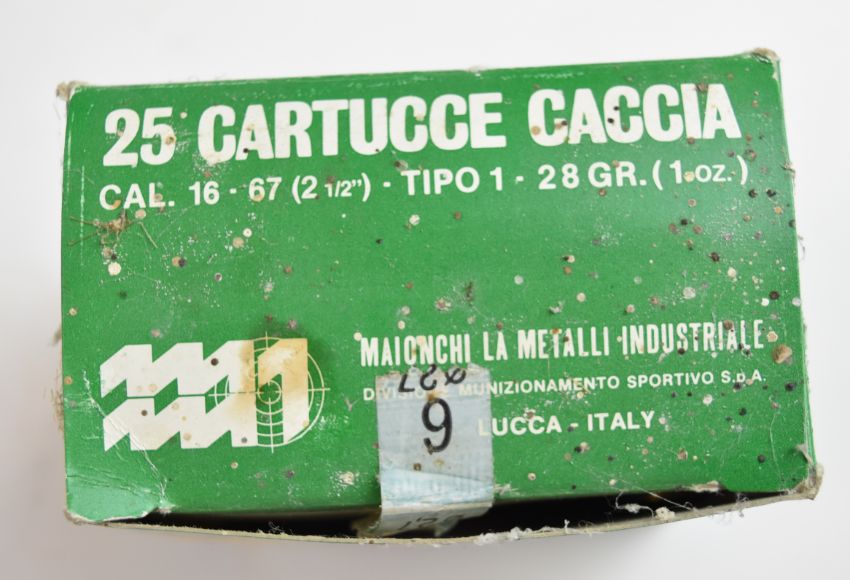 25 CARTUCCE CACCIA
CAL. 16 - 67 (2 1/2") - TIPO 1 - 28 GR. (1 OZ.)
MAIONCHI LA METALLI INDUSTRIALE
MUNIZIONAMENTO SPORTIVO S.p.A.
LUCCA - ITALY
6